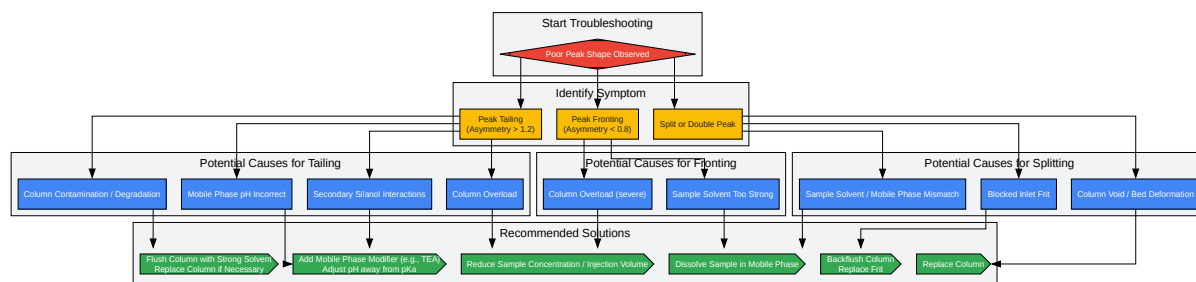 Start Troubleshooting
Poor Peak Shape Observed
Identify Symptom
Peak Tailing
(Asymmetry > 1.2)
Peak Fronting
(Asymmetry < 0.8)
Split or Double Peak
Potential Causes for Tailing
Potential Causes for Fronting
Potential Causes for Splitting
Column Contamination / Degradation
Mobile Phase pH Incorrect
Secondary Silanol Interactions
Column Overload
Column Overload (severe)
Sample Solvent Too Strong
Sample Solvent / Mobile Phase Mismatch
Blocked Inlet Frit
Column Void / Bed Deformation
Recommended Solutions
Flush Column with Strong Solvent
Replace Column if Necessary
Add Mobile Phase Modifier (e.g., TEA)
Adjust pH away from pKa
Reduce Sample Concentration / Injection Volume
Dissolve Sample in Mobile Phase
Backflush Column
Replace Frit
Replace Column